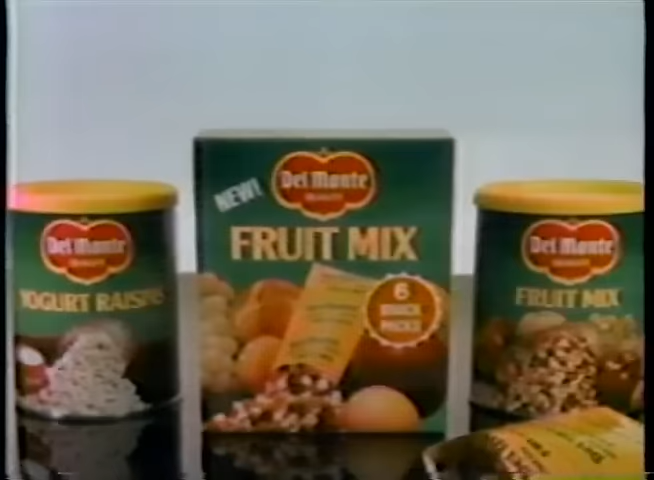 Del Monte
YOGURT RAISINS
NEW!
Del Monte
FRUIT MIX
6
SNACK
PACKS
Del Monte
FRUIT MIX